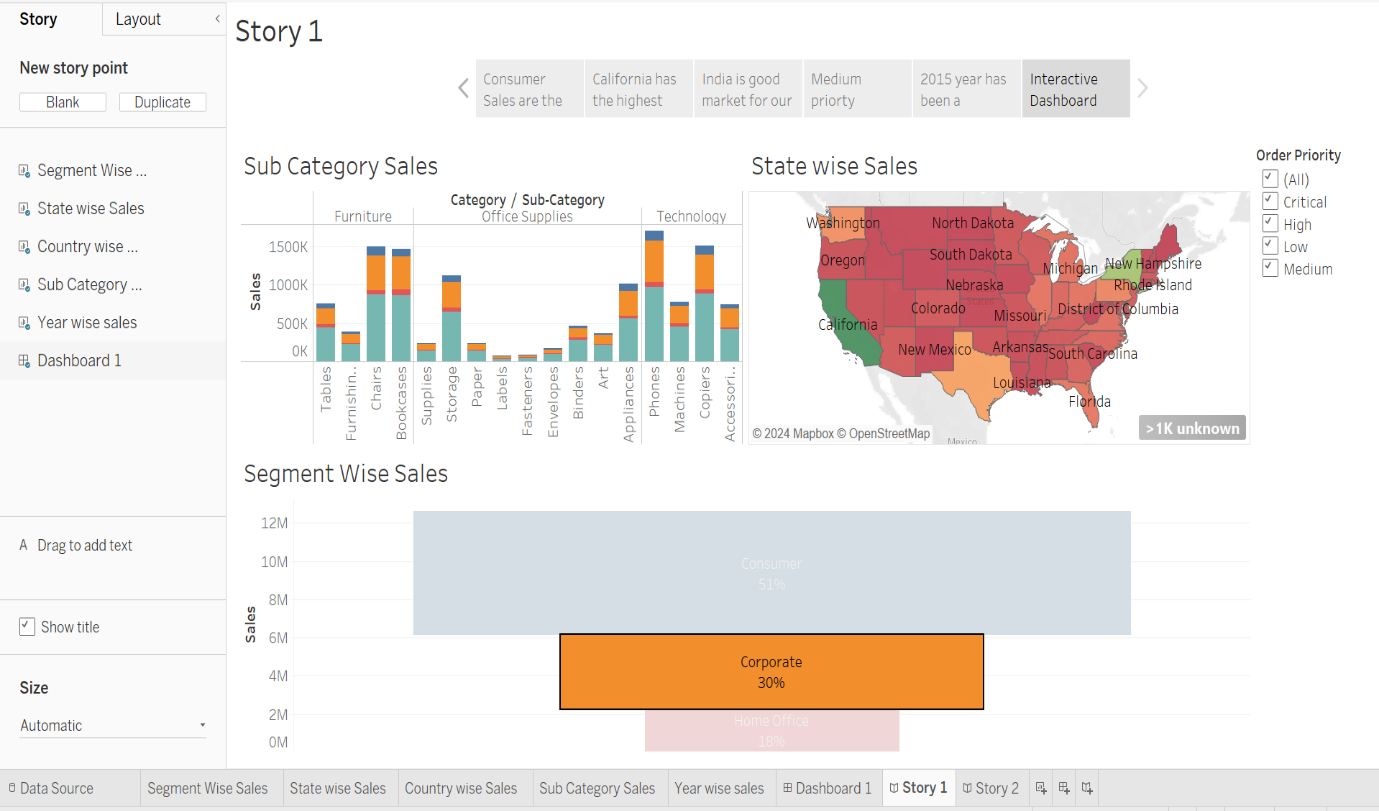 Story
Layout
New story point
Blank
Duplicate
Segment Wise ...
State wise Sales
Country wise ...
Sub Category ...
Year wise sales
Dashboard 1
A Drag to add text
Show title
Size
Automatic
Story 1
Consumer
Sales are the
California has
the highest
India is good
market for our
Medium
priorty
2015 year has
been a
Interactive
Dashboard
Sub Category Sales
Category / Sub-Category
Furniture
Office Supplies
Technology
Sales
1500K
1000K
500K
0K
Tables
Furnishin..
Chairs
Bookcases
Supplies
Storage
Paper
Labels
Fasteners
Envelopes
Binders
Art
Appliances
Phones
Machines
Copiers
Accessori..
State wise Sales
Washington
North Dakota
Oregon
South Dakota
Michigan
New Hampshire
Nebraska
Rhode Island
Colorado
Missouri
District of Columbia
California
New Mexico
Arkansas
South Carolina
Louisiana
Florida
Mexico
© 2024 Mapbox © OpenStreetMap
>1K unknown
Order Priority
(All)
Critical
High
Low
Medium
Segment Wise Sales
Sales
12M
10M
8M
6M
4M
2M
0M
Consumer
51%
Corporate
30%
Home Office
18%
Data Source
Segment Wise Sales
State wise Sales
Country wise Sales
Sub Category Sales
Year wise sales
Dashboard 1
Story 1
Story 2